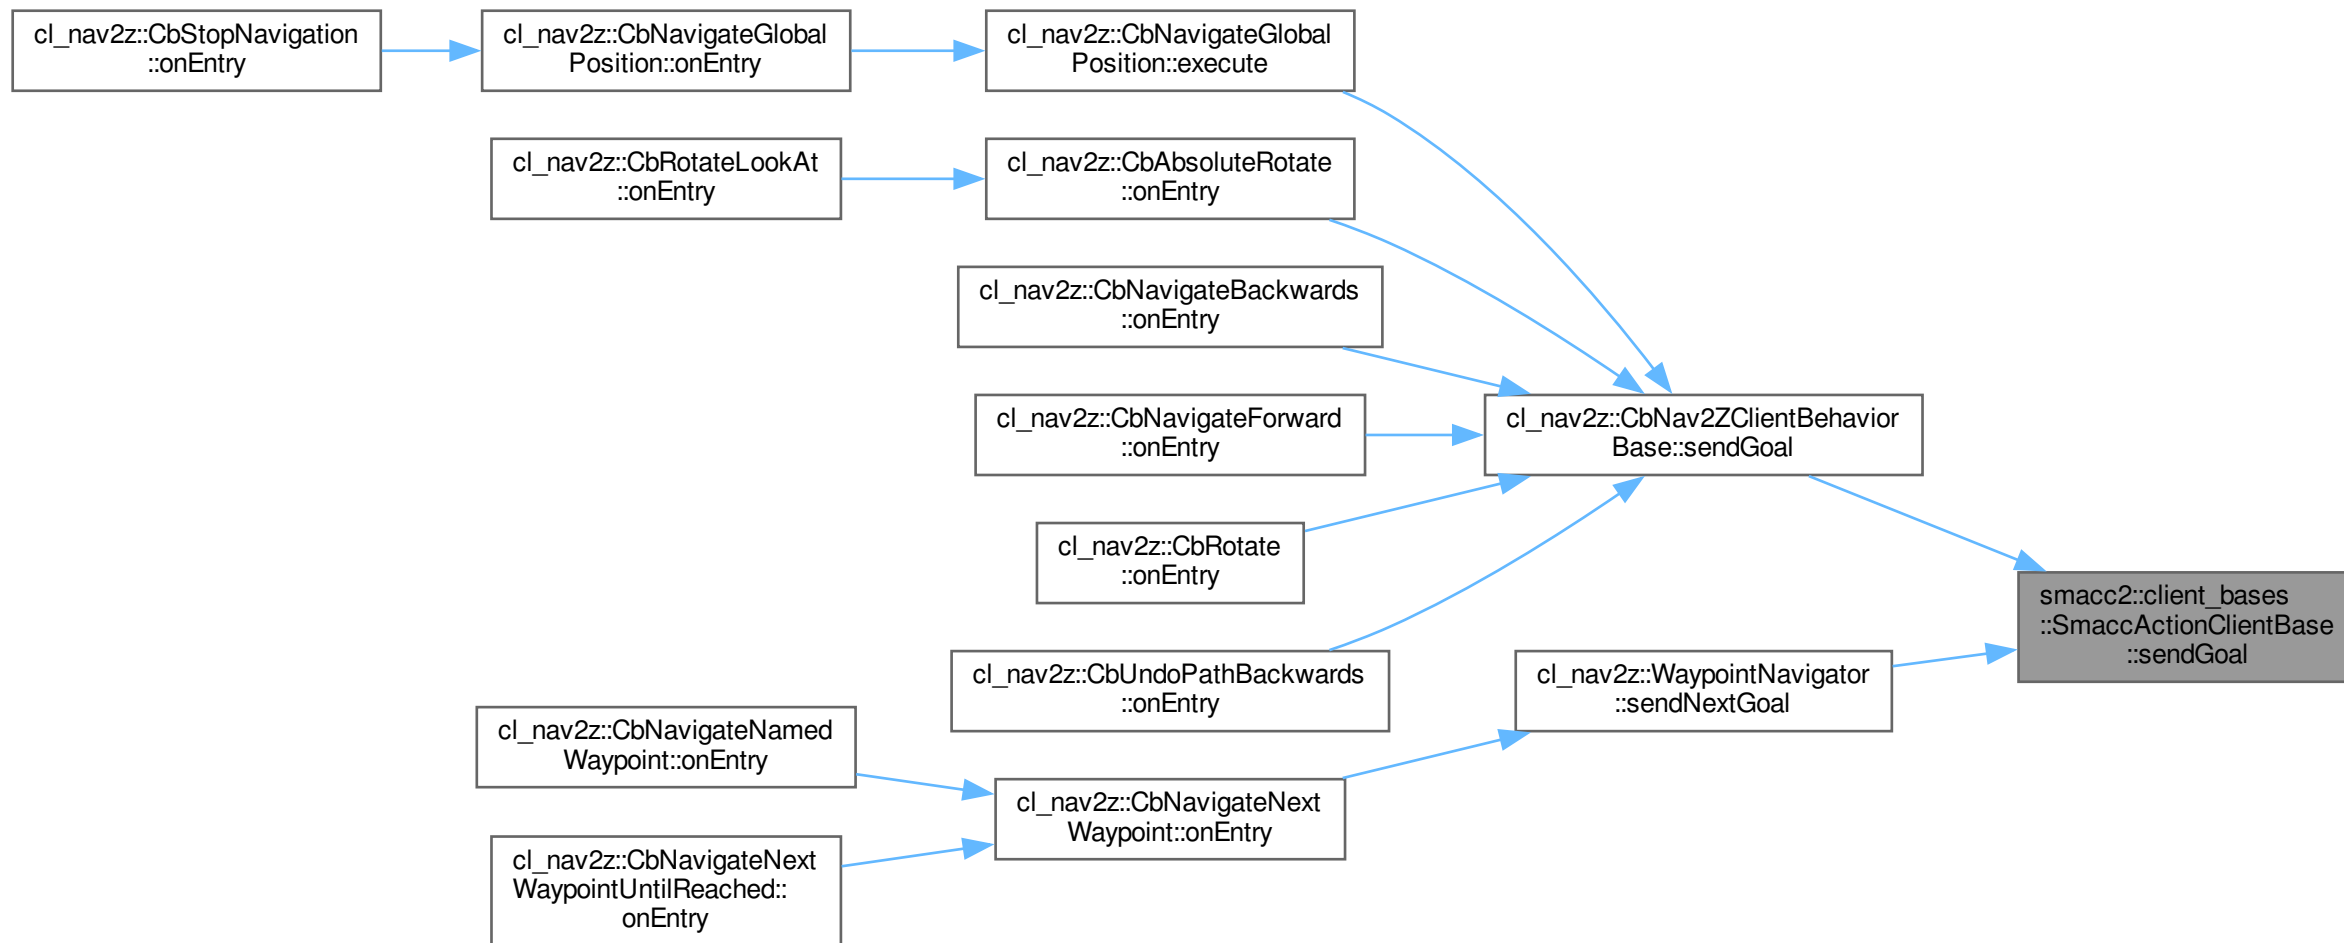 cl_nav2z::CbStopNavigation
::onEntry
cl_nav2z::CbNavigateGlobal
Position::onEntry
cl_nav2z::CbNavigateGlobal
Position::execute
cl_nav2z::CbRotateLookAt
::onEntry
cl_nav2z::CbAbsoluteRotate
::onEntry
cl_nav2z::CbNavigateBackwards
::onEntry
cl_nav2z::CbNavigateForward
::onEntry
cl_nav2z::CbNav2ZClientBehavior
Base::sendGoal
cl_nav2z::CbRotate
::onEntry
smacc2::client_bases
::SmaccActionClientBase
::sendGoal
cl_nav2z::CbUndoPathBackwards
::onEntry
cl_nav2z::WaypointNavigator
::sendNextGoal
cl_nav2z::CbNavigateNamed
Waypoint::onEntry
cl_nav2z::CbNavigateNext
Waypoint::onEntry
cl_nav2z::CbNavigateNext
WaypointUntilReached::
onEntry